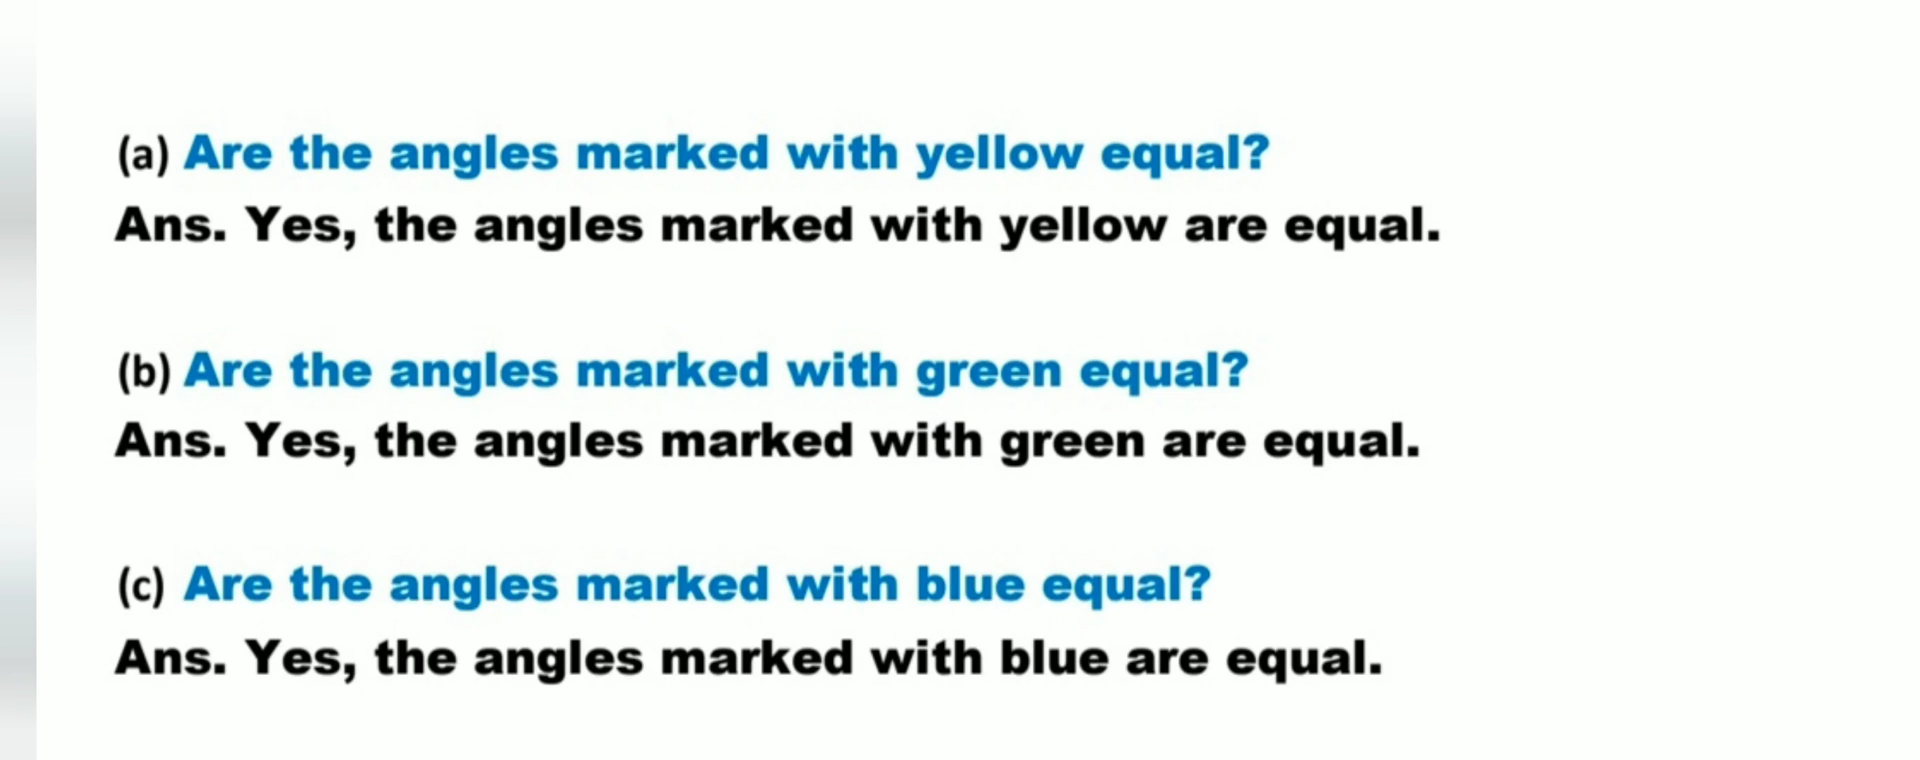 (a) Are the angles marked with yellow equal?
Ans. Yes, the angles marked with yellow are equal.
(b) Are the angles marked with green equal?
Ans. Yes, the angles marked with green are equal.
(c) Are the angles marked with blue equal?
Ans. Yes, the angles marked with blue are equal.